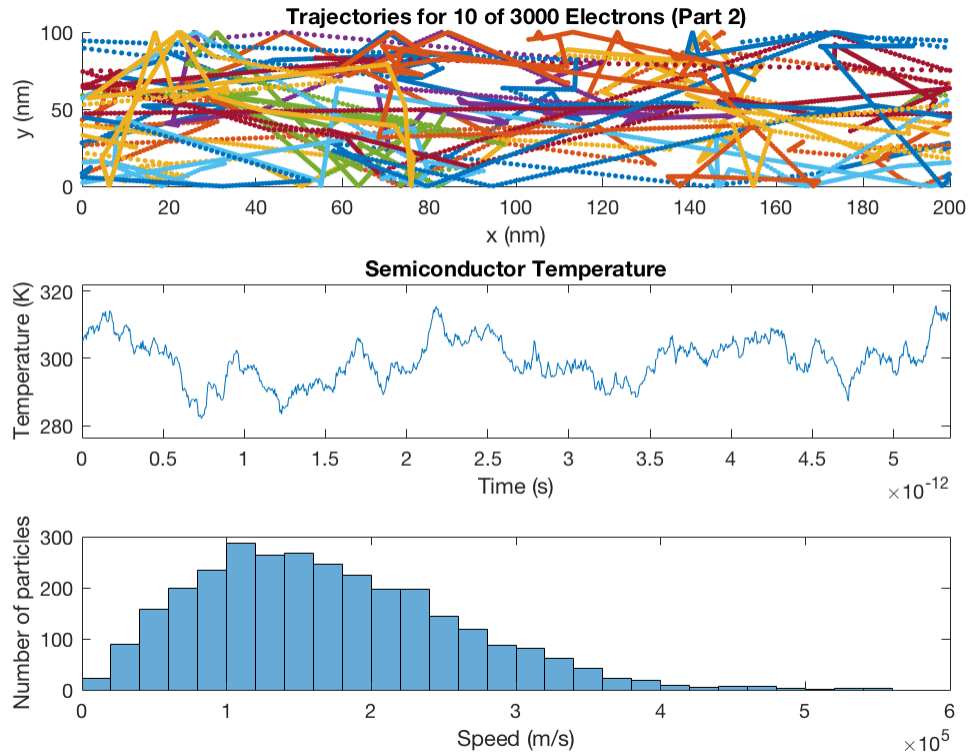 Trajectories for 10 of 3000 Electrons (Part 2)
100
50
0
y (nm)
0 20 40 60 80 100 120 140 160 180 200
x (nm)
Semiconductor Temperature
320
300
280
Temperature (K)
0 0.5 1 1.5 2 2.5 3 3.5 4 4.5 5
Time (s)
×10-12
300
200
100
0
Number of particles
0 1 2 3 4 5 6
Speed (m/s)
×105